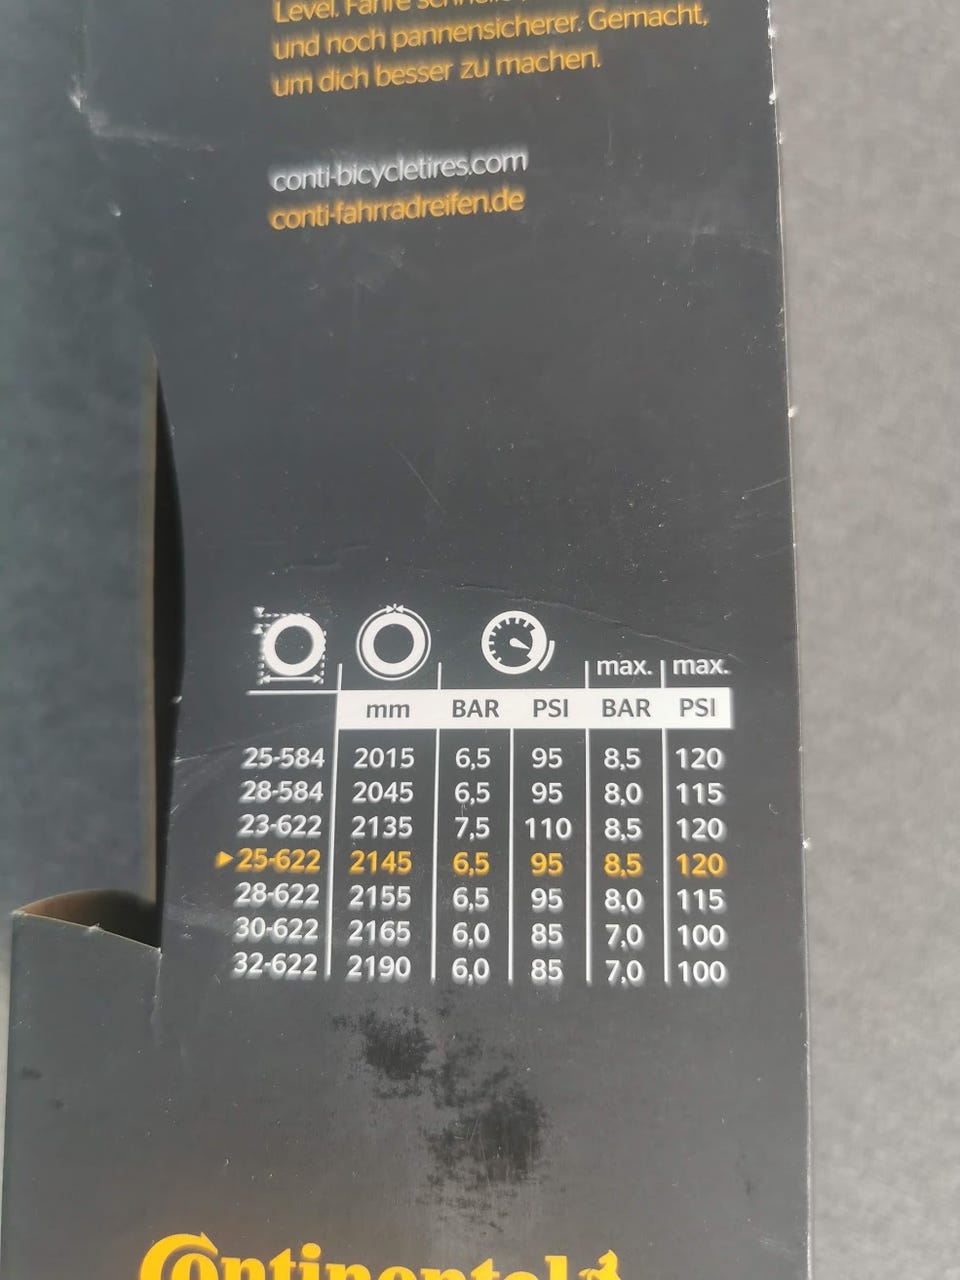 Level. Fahre
und noch pannensicherer. Gemacht,
um dich besser zu machen.
conti-bicycletires.com
conti-fahrradreifen.de
max. max.
mm BAR PSI BAR PSI
25-584 2015 6,5 95 8,5 120
28-584 2045 6,5 95 8,0 115
23-622 2135 7,5 110 8,5 120
25-622 2145 6,5 95 8,5 120
28-622 2155 6,5 95 8,0 115
30-622 2165 6,0 85 7,0 100
32-622 2190 6,0 85 7,0 100
Continental